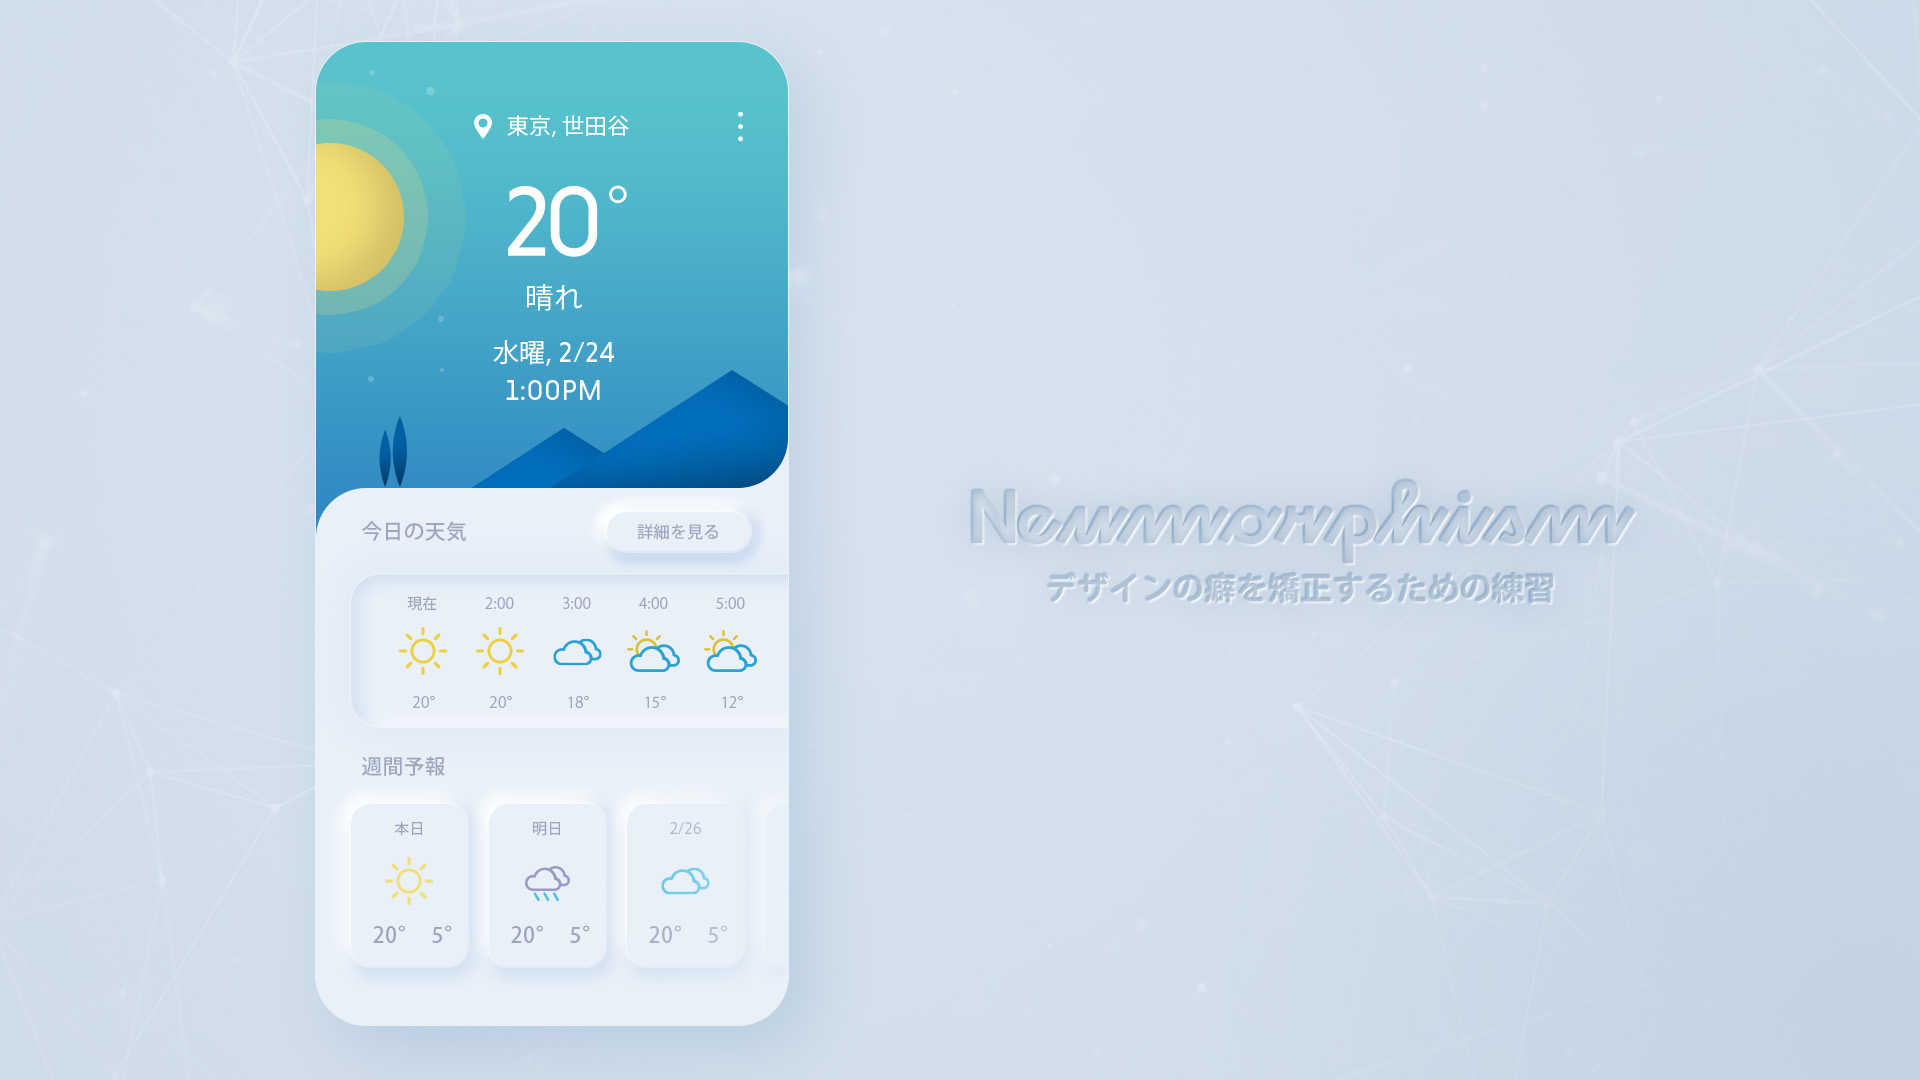 東京, 世田谷
20°
晴れ
水曜, 2/24
1:00PM
今日の天気
詳細を見る
現在 2:00 3:00 4:00 5:00
20° 20° 18° 15° 12°
週間予報
本日 明日 2/26
20° 5° 20° 5° 20° 5°
Neumorphism
デザインの癖を矯正するための練習